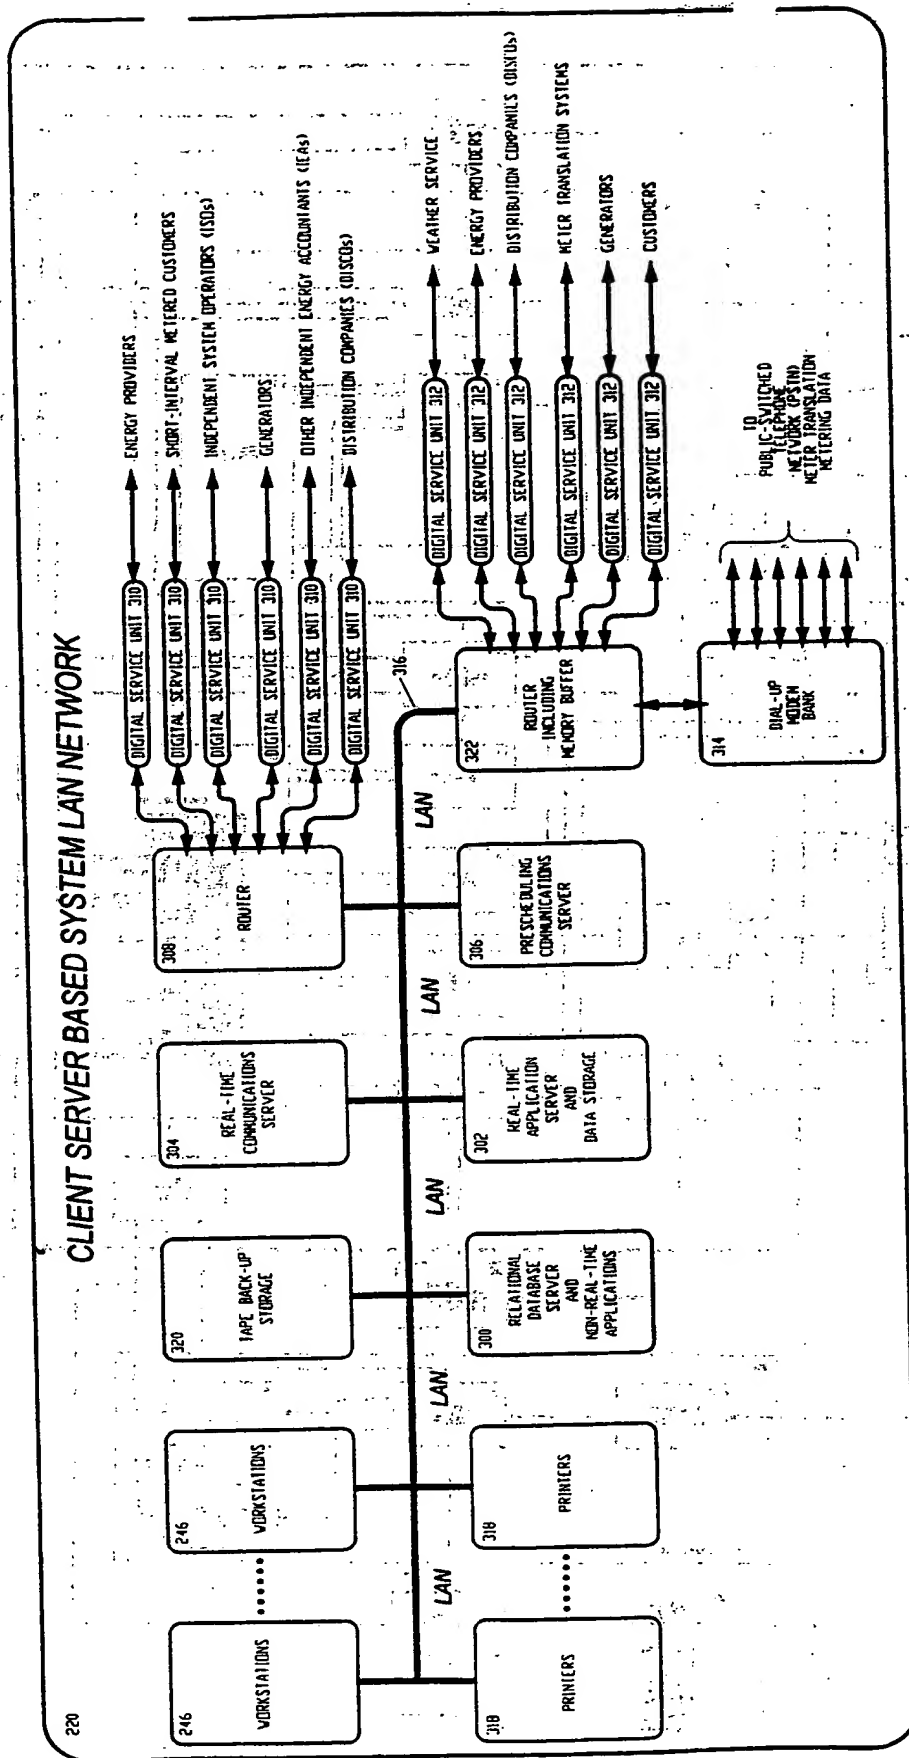 220
CLIENT SERVER BASED SYSTEM LAN NETWORK
246
WORKSTATIONS
246
WORKSTATIONS
320
TAPE BACK-UP
STORAGE
304
REAL-TIME
COMMUNICATIONS
SERVER
308
ROUTER
DIGITAL SERVICE UNIT 310
ENERGY PROVIDERS
DIGITAL SERVICE UNIT 310
SHORT-INTERVAL METERED CUSTOMERS
DIGITAL SERVICE UNIT 310
INDEPENDENT SYSTEM OPERATORS (ISOs)
DIGITAL SERVICE UNIT 310
GENERATORS
DIGITAL SERVICE UNIT 310
OTHER INDEPENDENT ENERGY ACCOUNTANTS (IEAs)
DIGITAL SERVICE UNIT 310
DISTRIBUTION COMPANIES (DISCOs)
LAN
LAN
LAN
LAN
LAN
316
318
PRINTERS
318
PRINTERS
300
RELATIONAL
DATABASE
SERVER
AND
NON-REAL-TIME
APPLICATIONS
302
REAL-TIME
APPLICATION
SERVER
AND
DATA STORAGE
306
PRESCHEDULING
COMMUNICATIONS
SERVER
322
ROUTER
INCLUDING
MEMORY BUFFER
DIGITAL SERVICE UNIT 312
WEATHER SERVICE
DIGITAL SERVICE UNIT 312
ENERGY PROVIDERS
DIGITAL SERVICE UNIT 312
DISTRIBUTION COMPANIES (DISCOs)
DIGITAL SERVICE UNIT 312
METER TRANSLATION SYSTEMS
DIGITAL SERVICE UNIT 312
GENERATORS
DIGITAL SERVICE UNIT 312
CUSTOMERS
314
DIAL-UP
MODEM
BANK
TO
PUBLIC-SWITCHED
TELEPHONE
NETWORK (PSTN)
METER TRANSLATION
METERING DATA